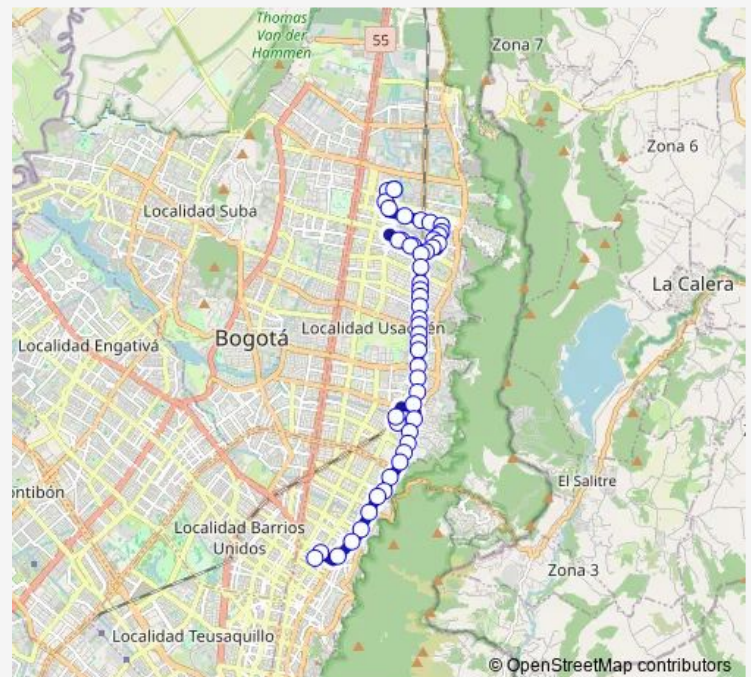 Thomas
Van der
Hammen
55
Zona 7
Zona 6
Localidad Suba
La Calera
Bogotá
Localidad Usaquén
Localidad Engativá
El Salitre
ontibón
Localidad Barrios
Unidos
Zona 3
Localidad Teusaquillo
© OpenStreetMap contributors